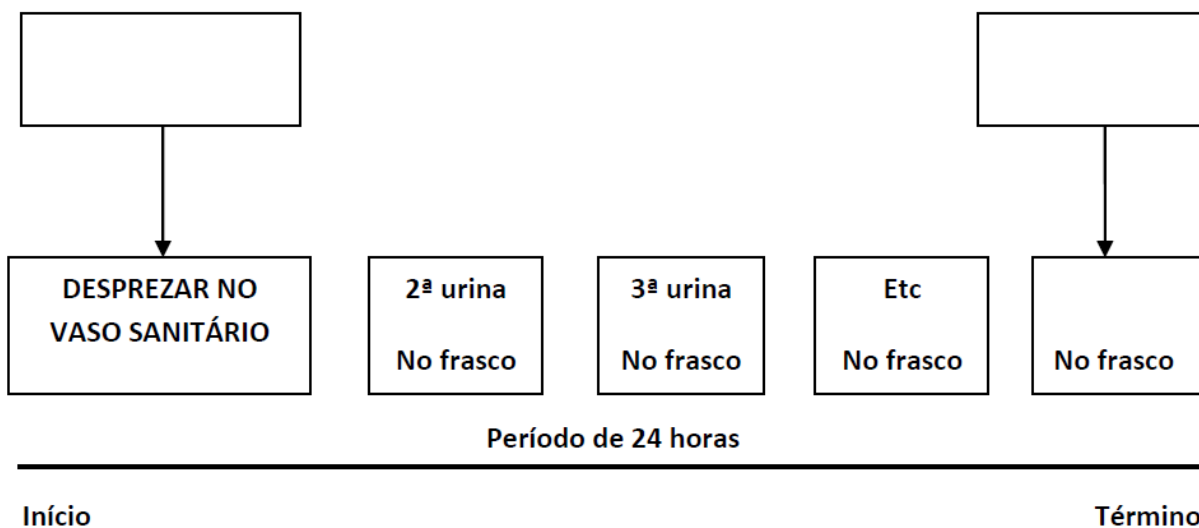 DESPREZAR NO
VASO SANITÁRIO
2ª urina
No frasco
3ª urina
No frasco
Etc
No frasco
No frasco
Período de 24 horas
Início
Término